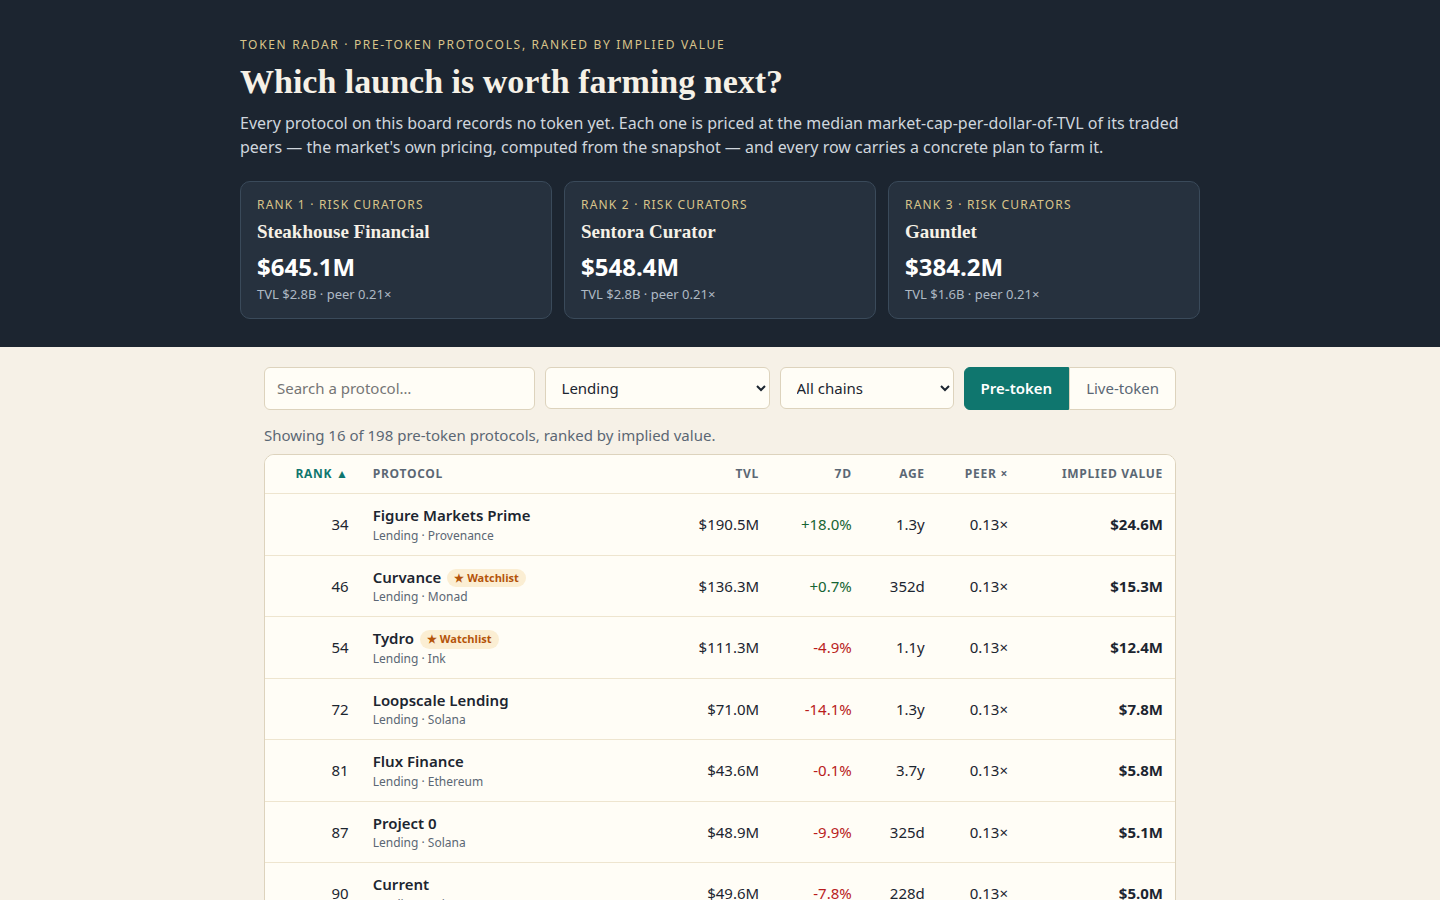 TOKEN RADAR · PRE-TOKEN PROTOCOLS, RANKED BY IMPLIED VALUE
Which launch is worth farming next?
Every protocol on this board records no token yet. Each one is priced at the median market-cap-per-dollar-of-TVL of its traded
peers — the market's own pricing, computed from the snapshot — and every row carries a concrete plan to farm it.
RANK 1 · RISK CURATORS
Steakhouse Financial
$645.1M
TVL $2.8B · peer 0.21×
RANK 2 · RISK CURATORS
Sentora Curator
$548.4M
TVL $2.8B · peer 0.21×
RANK 3 · RISK CURATORS
Gauntlet
$384.2M
TVL $1.6B · peer 0.21×
Search a protocol... Lending All chains Pre-token Live-token
Showing 16 of 198 pre-token protocols, ranked by implied value.
RANK ▲ PROTOCOL TVL 7D AGE PEER × IMPLIED VALUE
34 Figure Markets Prime $190.5M +18.0% 1.3y 0.13× $24.6M
Lending · Provenance
46 Curvance ★ Watchlist $136.3M +0.7% 352d 0.13× $15.3M
Lending · Monad
54 Tydro ★ Watchlist $111.3M -4.9% 1.1y 0.13× $12.4M
Lending · Ink
72 Loopscale Lending $71.0M -14.1% 1.3y 0.13× $7.8M
Lending · Solana
81 Flux Finance $43.6M -0.1% 3.7y 0.13× $5.8M
Lending · Ethereum
87 Project 0 $48.9M -9.9% 325d 0.13× $5.1M
Lending · Solana
90 Current $49.6M -7.8% 228d 0.13× $5.0M